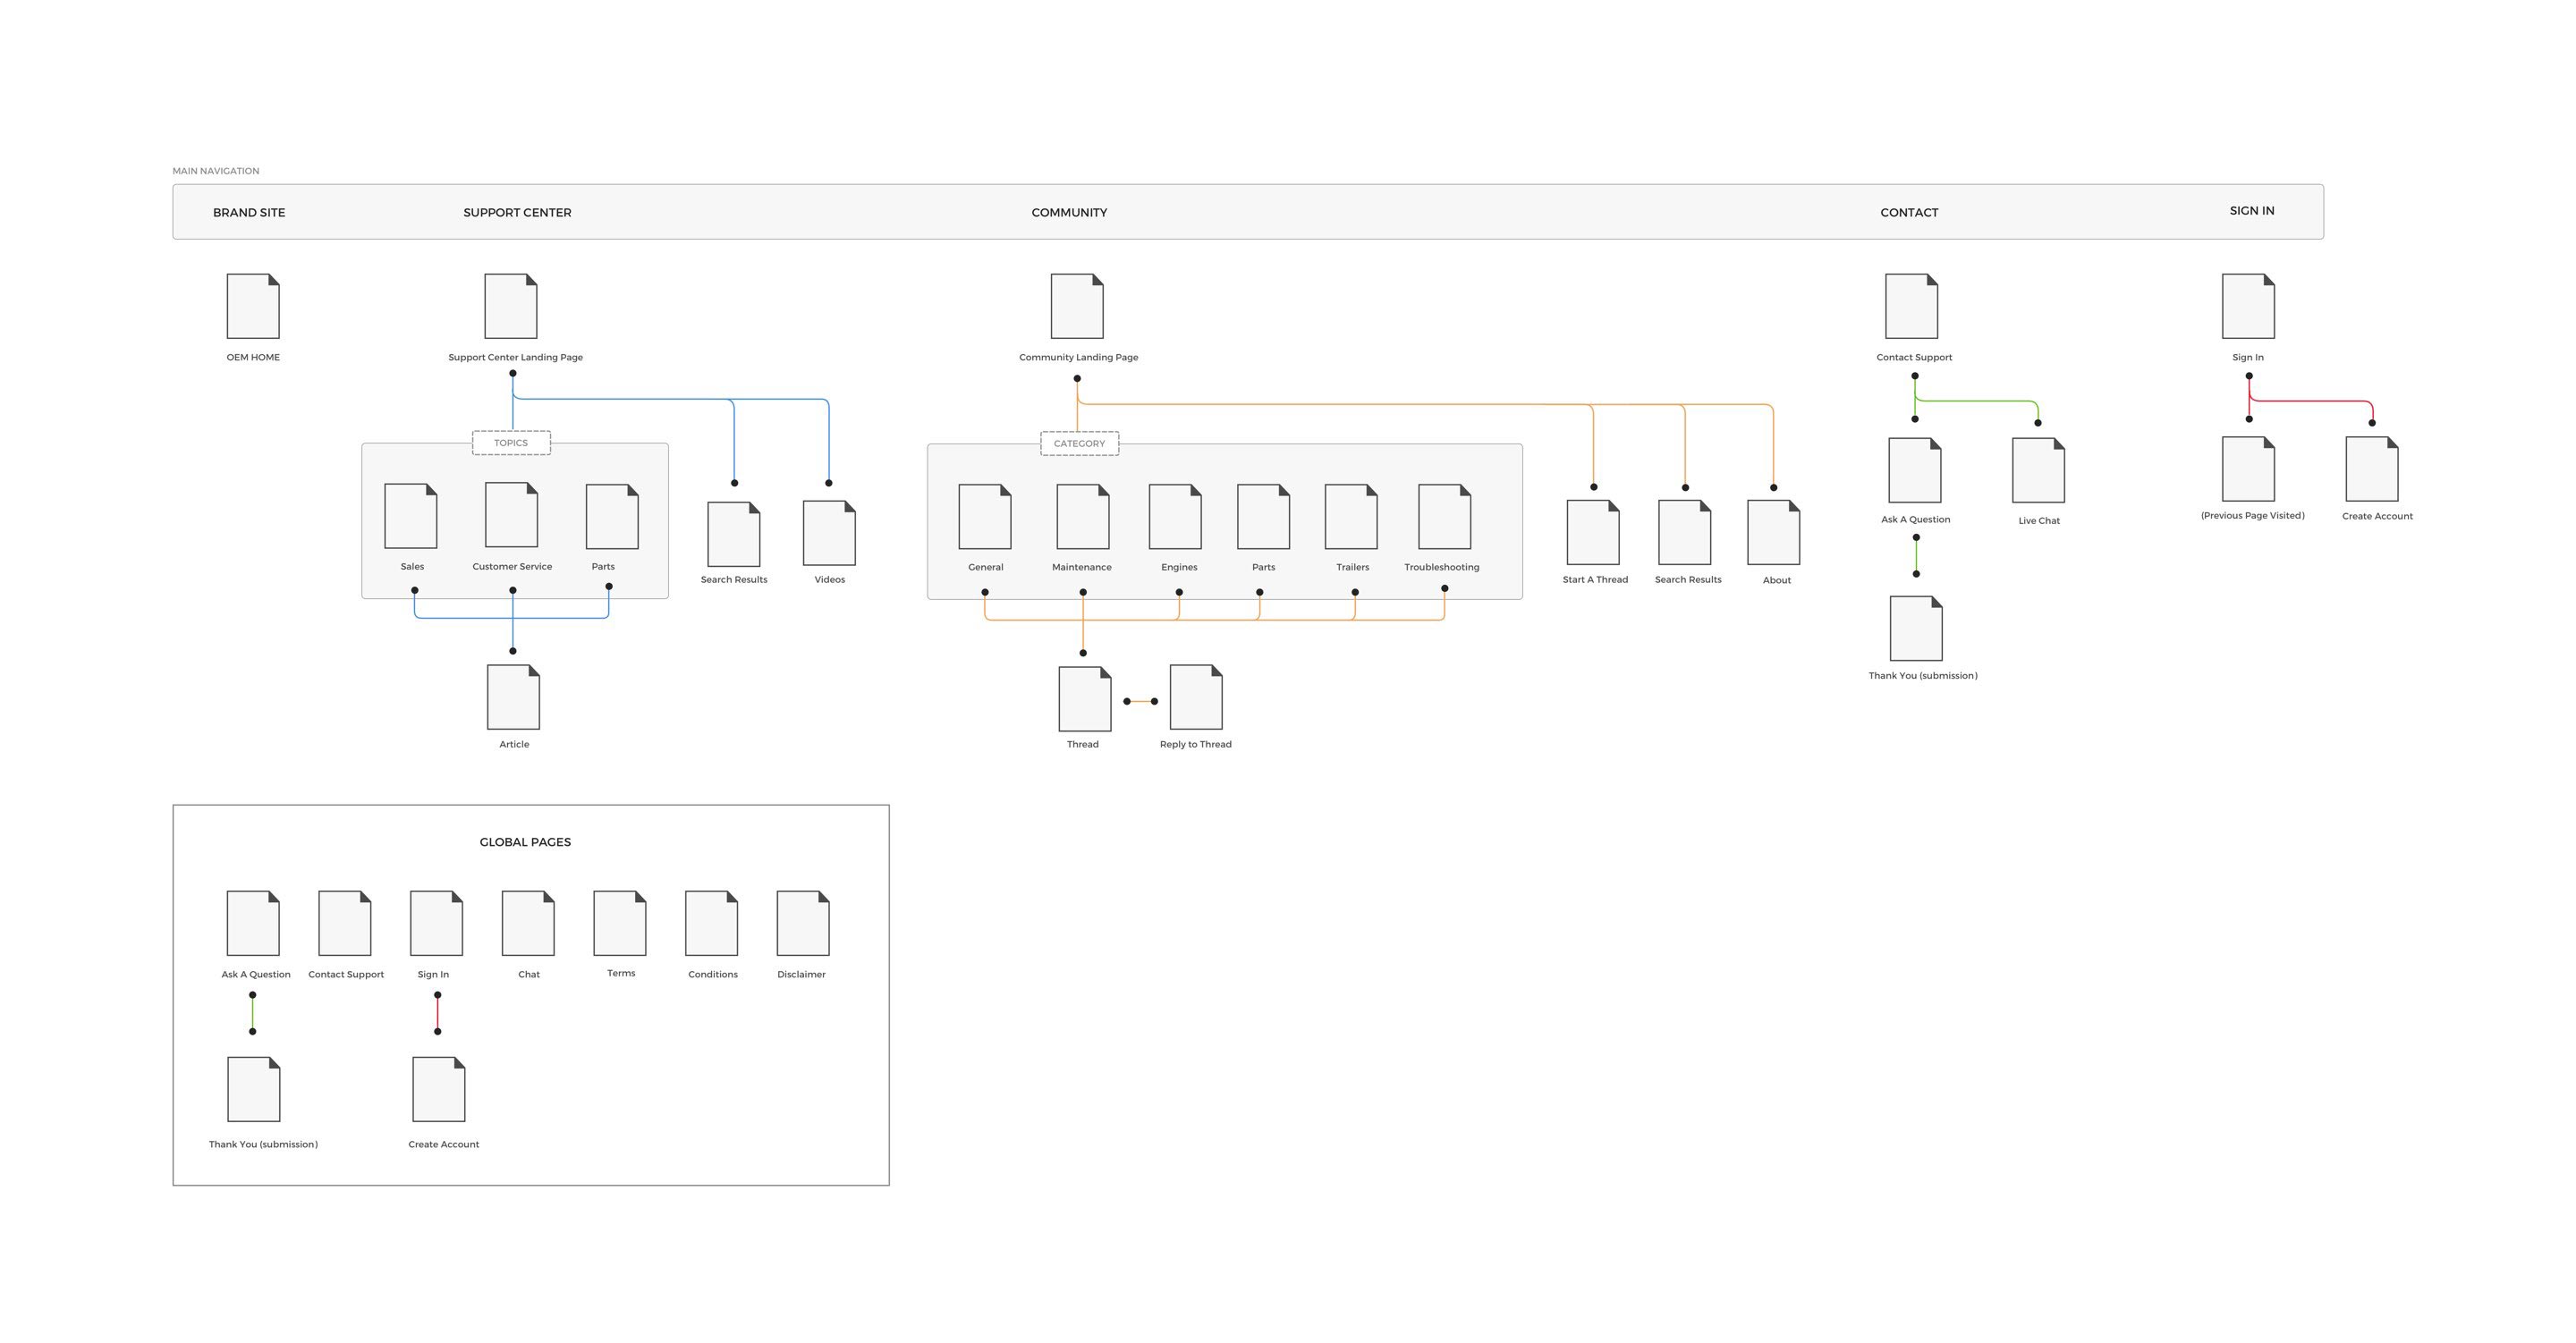 MAIN NAVIGATION
BRAND SITE
SUPPORT CENTER
COMMUNITY
CONTACT
SIGN IN
OEM HOME
Support Center Landing Page
Community Landing Page
Contact Support
Sign In
TOPICS
Sales
Customer Service
Parts
Search Results
Videos
Article
CATEGORY
General
Maintenance
Engines
Parts
Trailers
Troubleshooting
Start A Thread
Search Results
About
Thread
Reply to Thread
Ask A Question
Live Chat
Thank You (submission)
(Previous Page Visited)
Create Account
GLOBAL PAGES
Ask A Question
Contact Support
Sign In
Chat
Terms
Conditions
Disclaimer
Thank You (submission)
Create Account